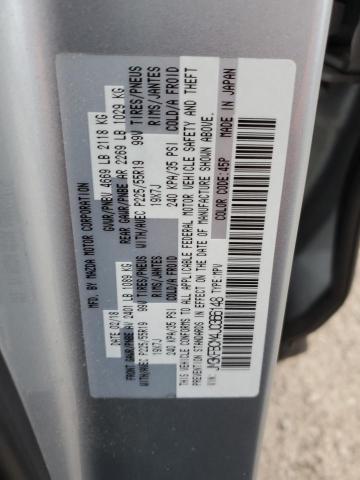 MFD. BY MAZDA MOTOR CORPORATION
DATE: 02/18 GVWR/PNBV 4669 LB 2118 KG
FRONT GAWR/PNBE AV 2401 LB 1089 KG REAR GAWR/PNBE AR 2269 LB 1029 KG
WITH/AVEC P225/55R19 99V TIRES/PNEUS WITH/AVEC P225/55R19 99V TIRES/PNEUS
19X7J RIMS/JANTES 19X7J RIMS/JANTES
240 KPA/35 PSI COLD/A FROID 240 KPA/35 PSI COLD/A FROID
THIS VEHICLE CONFORMS TO ALL APPLICABLE FEDERAL MOTOR VEHICLE SAFETY AND THEFT
PREVENTION STANDARDS IN EFFECT ON THE DATE OF MANUFACTURE SHOWN ABOVE.
COLOR CODE:45P MADE IN JAPAN
TYPE:MPV